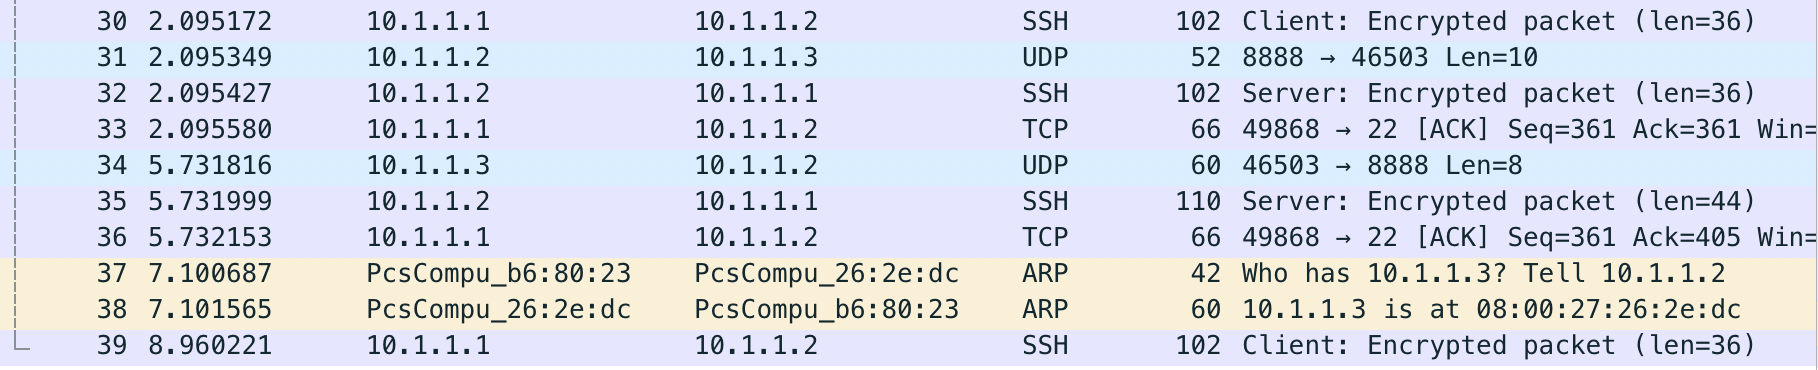 30 2.095172 10.1.1.1 10.1.1.2 SSH 102 Client: Encrypted packet (len=36)
31 2.095349 10.1.1.2 10.1.1.3 UDP 52 8888 → 46503 Len=10
32 2.095427 10.1.1.2 10.1.1.1 SSH 102 Server: Encrypted packet (len=36)
33 2.095580 10.1.1.1 10.1.1.2 TCP 66 49868 → 22 [ACK] Seq=361 Ack=361 Win=
34 5.731816 10.1.1.3 10.1.1.2 UDP 60 46503 → 8888 Len=8
35 5.731999 10.1.1.2 10.1.1.1 SSH 110 Server: Encrypted packet (len=44)
36 5.732153 10.1.1.1 10.1.1.2 TCP 66 49868 → 22 [ACK] Seq=361 Ack=405 Win=
37 7.100687 PcsCompu_b6:80:23 PcsCompu_26:2e:dc ARP 42 Who has 10.1.1.3? Tell 10.1.1.2
38 7.101565 PcsCompu_26:2e:dc PcsCompu_b6:80:23 ARP 60 10.1.1.3 is at 08:00:27:26:2e:dc
39 8.960221 10.1.1.1 10.1.1.2 SSH 102 Client: Encrypted packet (len=36)